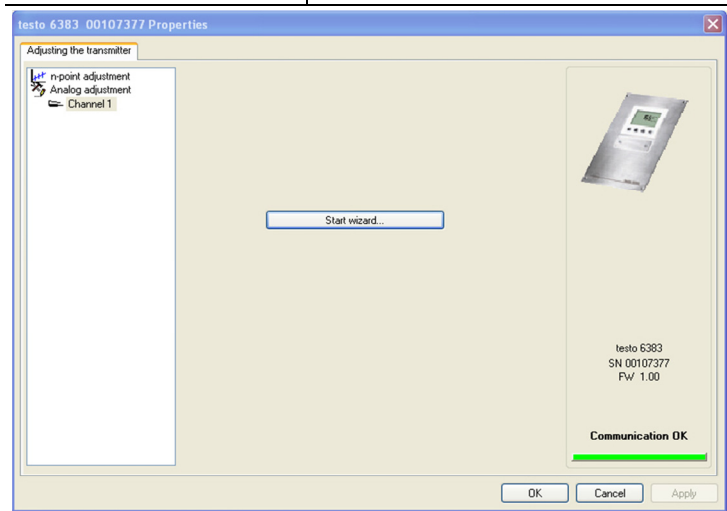 testo 6383 00107377 Properties
Adjusting the transmitter
n-point adjustment
Analog adjustment
Channel 1
Start wizard...
testo 6383
SN 00107377
FW 1.00
Communication OK
OK
Cancel
Apply